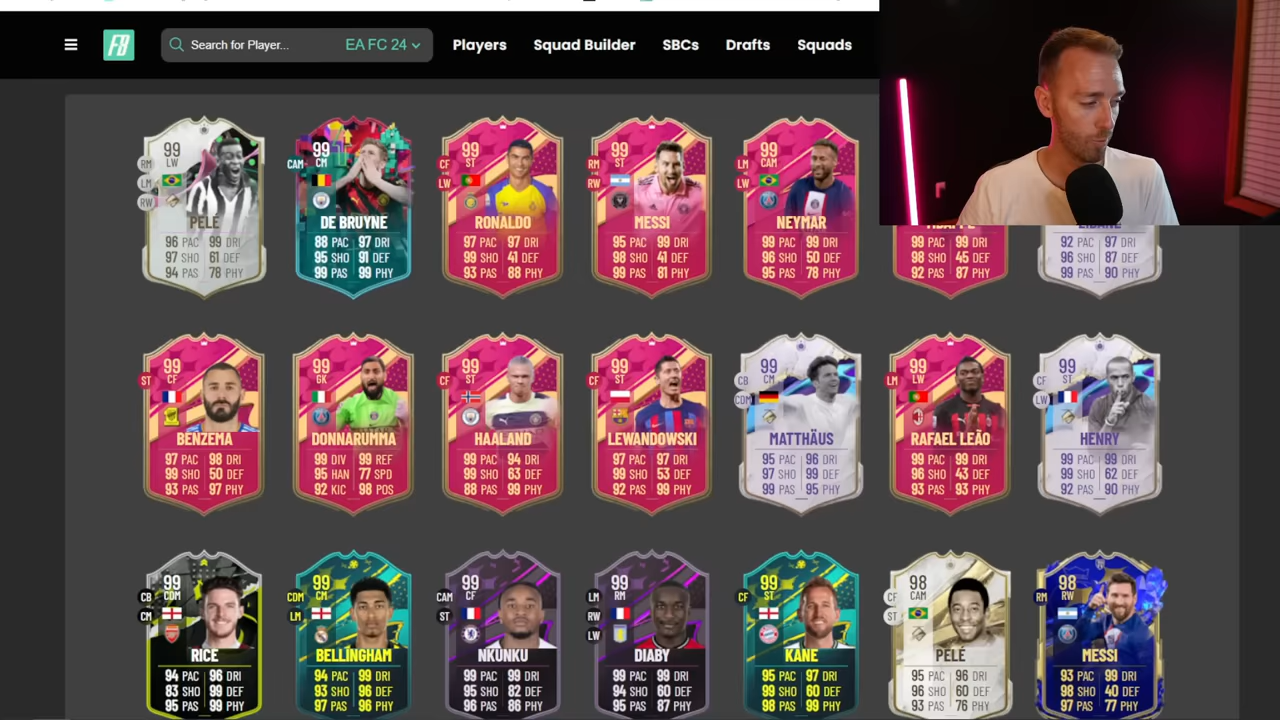 FB Search for Player... EA FC 24 Players Squad Builder SBCs Drafts Squads
99 LW RM LM RW PELÉ 96 PAC 99 DRI 97 SHO 61 DEF 94 PAS 78 PHY
99 CM CAM DE BRUYNE 88 PAC 97 DRI 95 SHO 91 DEF 99 PAS 99 PHY
99 ST CF LW RONALDO 97 PAC 97 DRI 99 SHO 41 DEF 93 PAS 88 PHY
99 ST RM RW MESSI 95 PAC 99 DRI 98 SHO 41 DEF 99 PAS 81 PHY
99 CAM LM LW NEYMAR 99 PAC 99 DRI 96 SHO 50 DEF 95 PAS 78 PHY
99 PAC 99 DRI 98 SHO 45 DEF 92 PAS 87 PHY
92 PAC 97 DRI 96 SHO 87 DEF 99 PAS 90 PHY
99 CF ST BENZEMA 97 PAC 98 DRI 99 SHO 50 DEF 93 PAS 97 PHY
99 GK DONNARUMMA 99 DIV 99 REF 95 HAN 77 SPD 92 KIC 98 POS
99 ST CF HAALAND 99 PAC 94 DRI 99 SHO 63 DEF 88 PAS 99 PHY
99 ST CF LEWANDOWSKI 97 PAC 97 DRI 99 SHO 53 DEF 92 PAS 99 PHY
99 CM CB CDM MATTHÄUS 95 PAC 96 DRI 97 SHO 99 DEF 99 PAS 95 PHY
99 LW LM RAFAEL LEÃO 99 PAC 99 DRI 96 SHO 43 DEF 93 PAS 93 PHY
99 ST CF LW HENRY 99 PAC 99 DRI 99 SHO 62 DEF 92 PAS 90 PHY
99 CDM CB CM RICE 94 PAC 96 DRI 83 SHO 99 DEF 95 PAS 99 PHY
99 CM CDM LM BELLINGHAM 94 PAC 99 DRI 93 SHO 96 DEF 97 PAS 96 PHY
99 CF CAM ST NKUNKU 99 PAC 99 DRI 95 SHO 82 DEF 96 PAS 86 PHY
99 RM LM RW LW DIABY 99 PAC 99 DRI 94 SHO 60 DEF 95 PAS 87 PHY
99 ST CF KANE 95 PAC 97 DRI 99 SHO 60 DEF 98 PAS 99 PHY
98 CAM CF ST PELÉ 95 PAC 96 DRI 96 SHO 60 DEF 93 PAS 76 PHY
98 RW RM MESSI 93 PAC 99 DRI 98 SHO 40 DEF 97 PAS 77 PHY